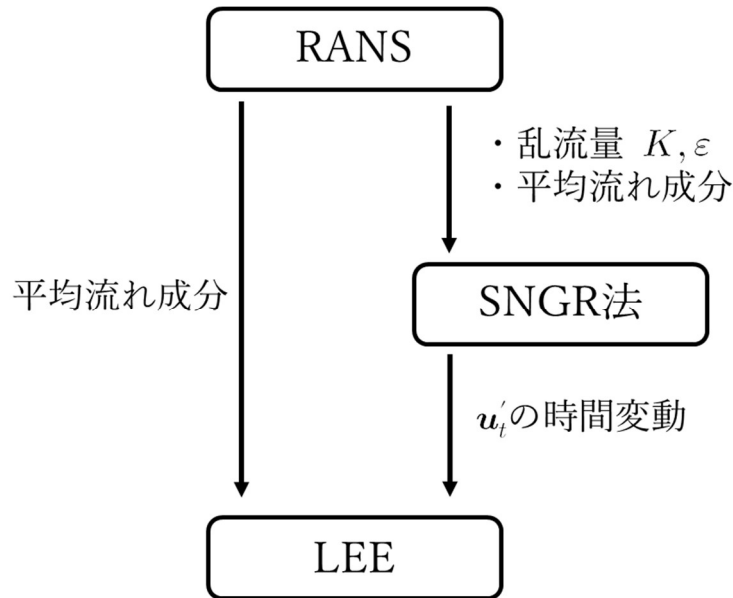 RANS
・乱流量 K, ε
・平均流れ成分
平均流れ成分
SNGR法
u′ₜの時間変動
LEE